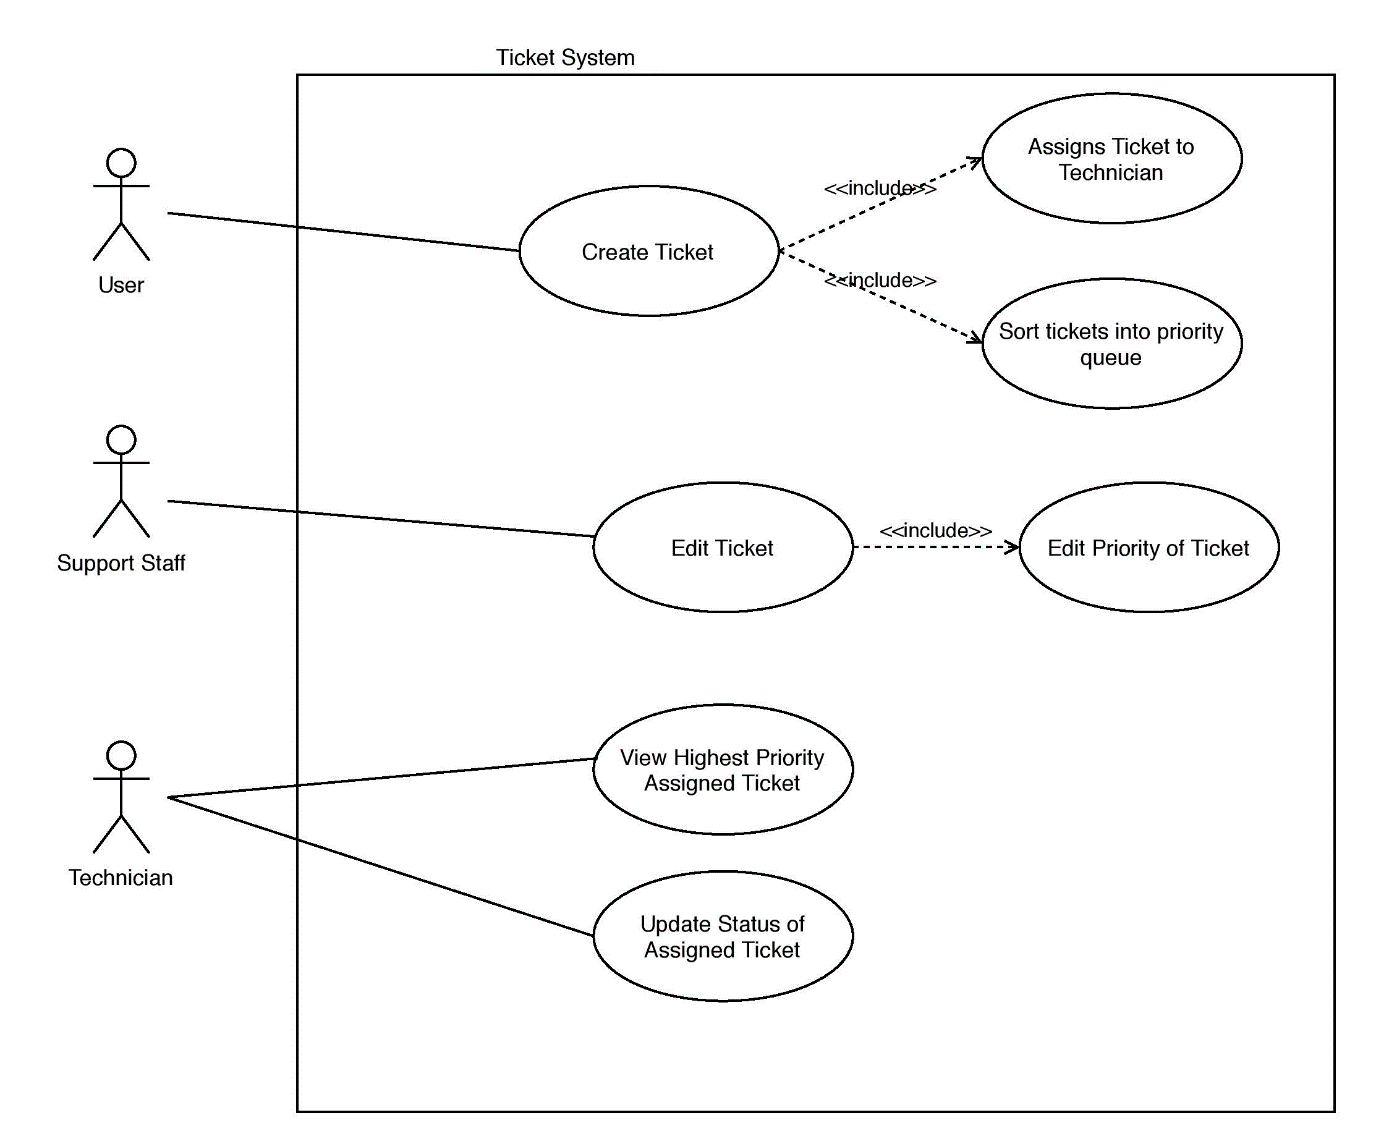 Ticket System
User
Create Ticket
<<include>>
Assigns Ticket to
Technician
<<include>>
Sort tickets into priority
queue
Support Staff
Edit Ticket
<<include>>
Edit Priority of Ticket
Technician
View Highest Priority
Assigned Ticket
Update Status of
Assigned Ticket